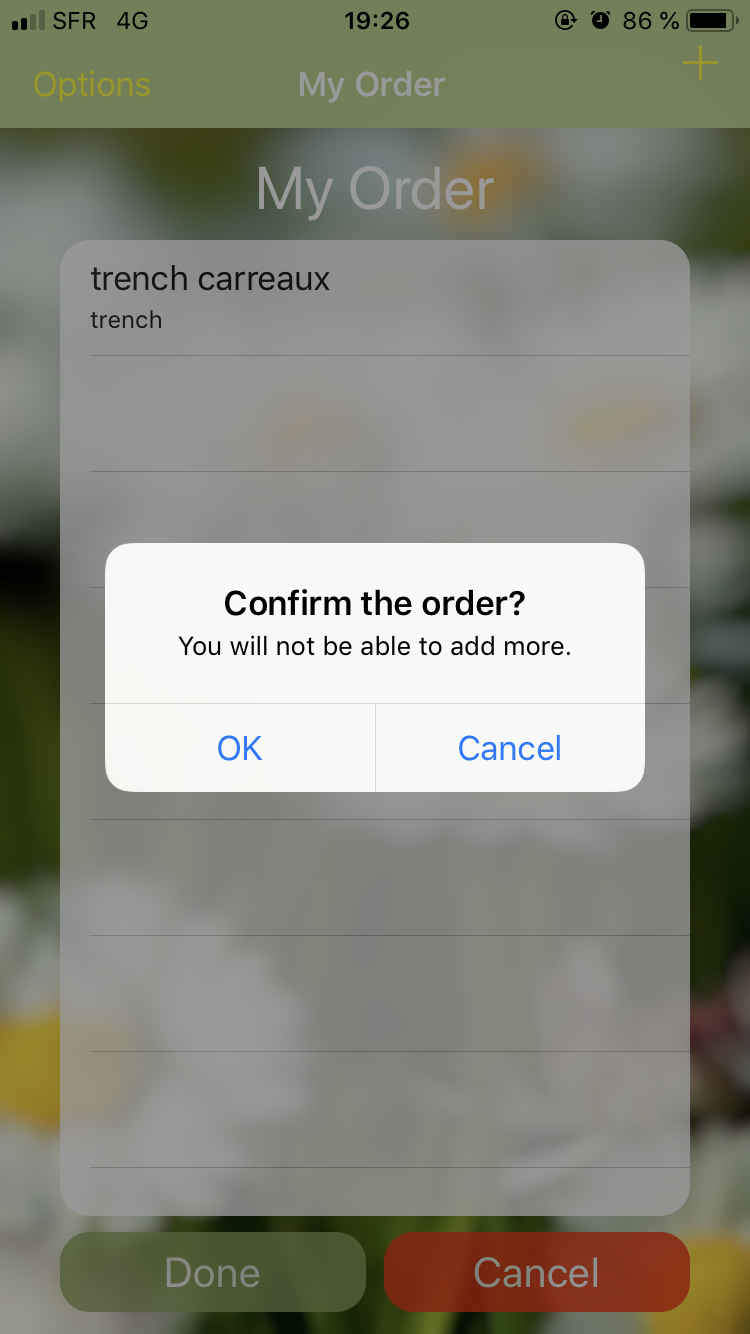 SFR 4G 19:26 86 %
Options My Order +
My Order
trench carreaux
trench
Confirm the order?
You will not be able to add more.
OK Cancel
Done Cancel